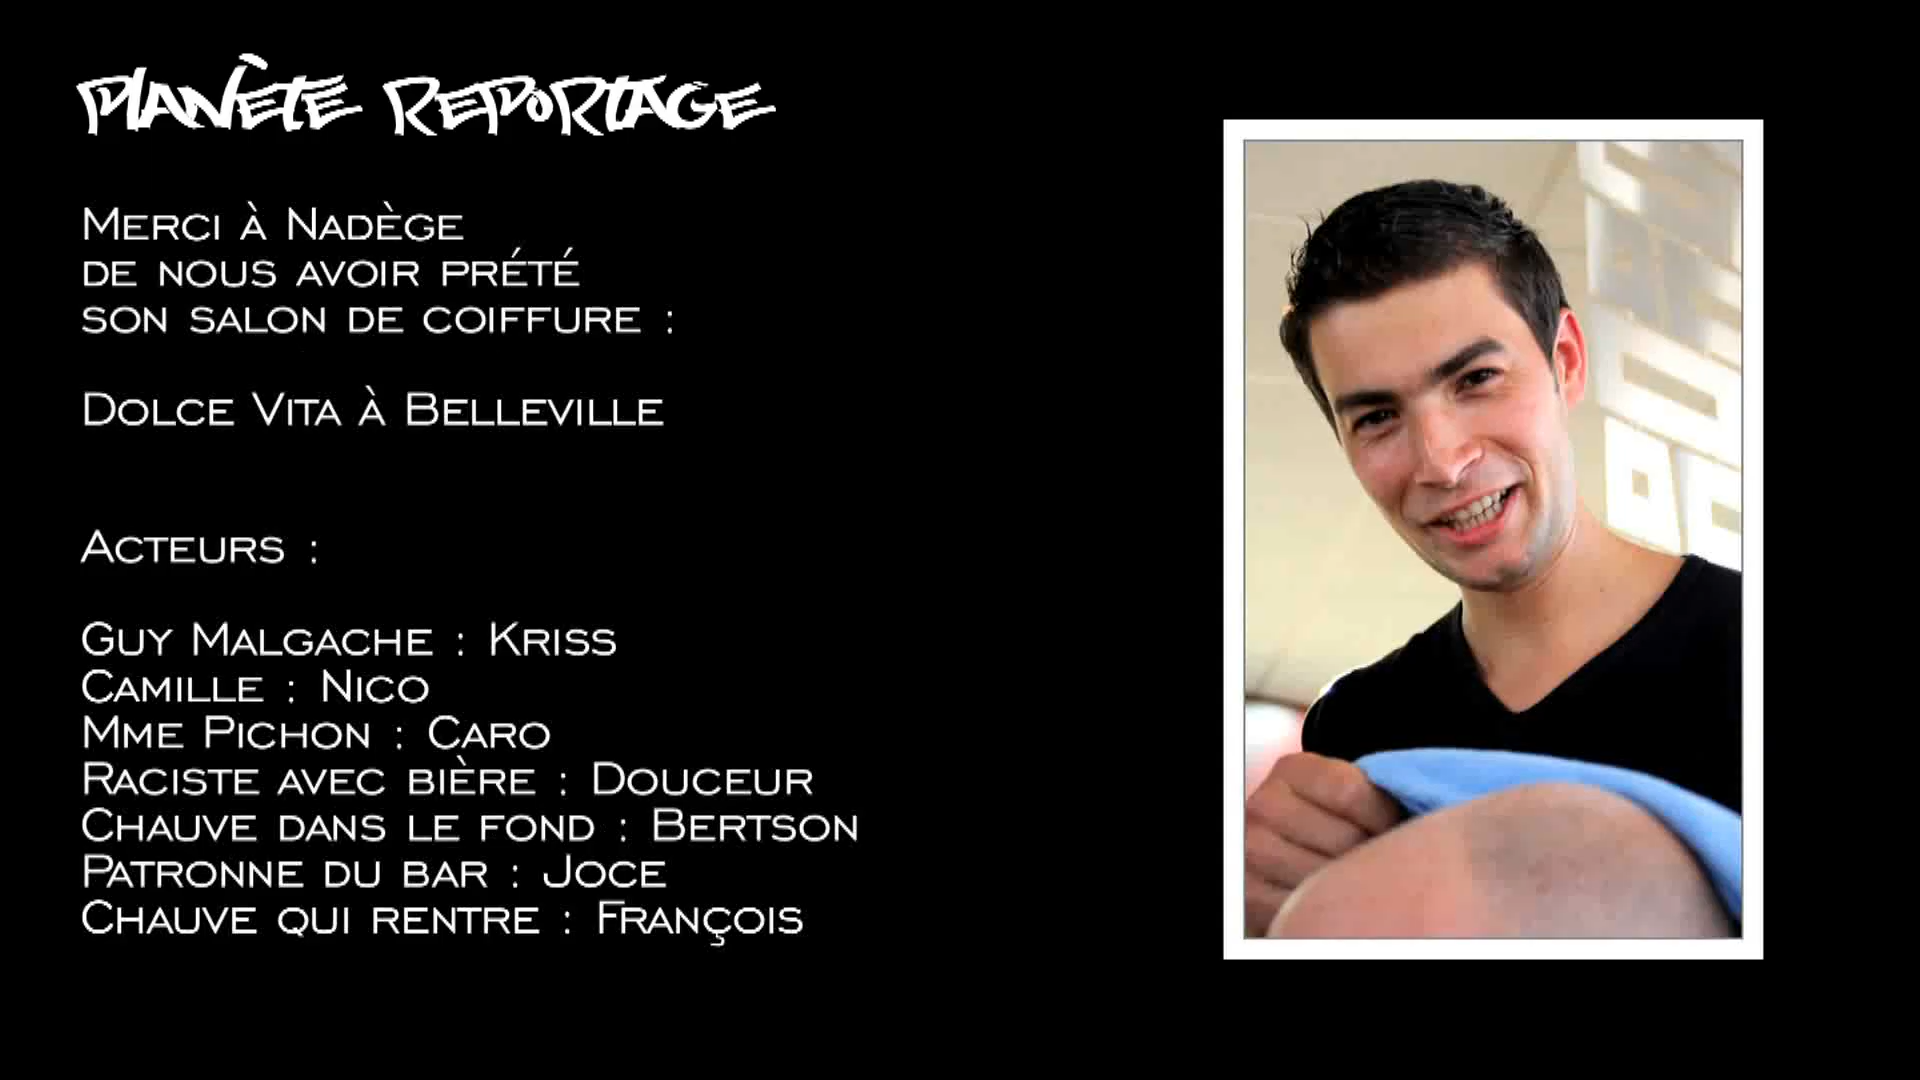 Planète Reportage
Merci à Nadège
de nous avoir prété
son salon de coiffure :
Dolce Vita à Belleville
Acteurs :
Guy Malgache : Kriss
Camille : Nico
Mme Pichon : Caro
Raciste avec bière : Douceur
Chauve dans le fond : Bertson
Patronne du bar : Joce
Chauve qui rentre : François